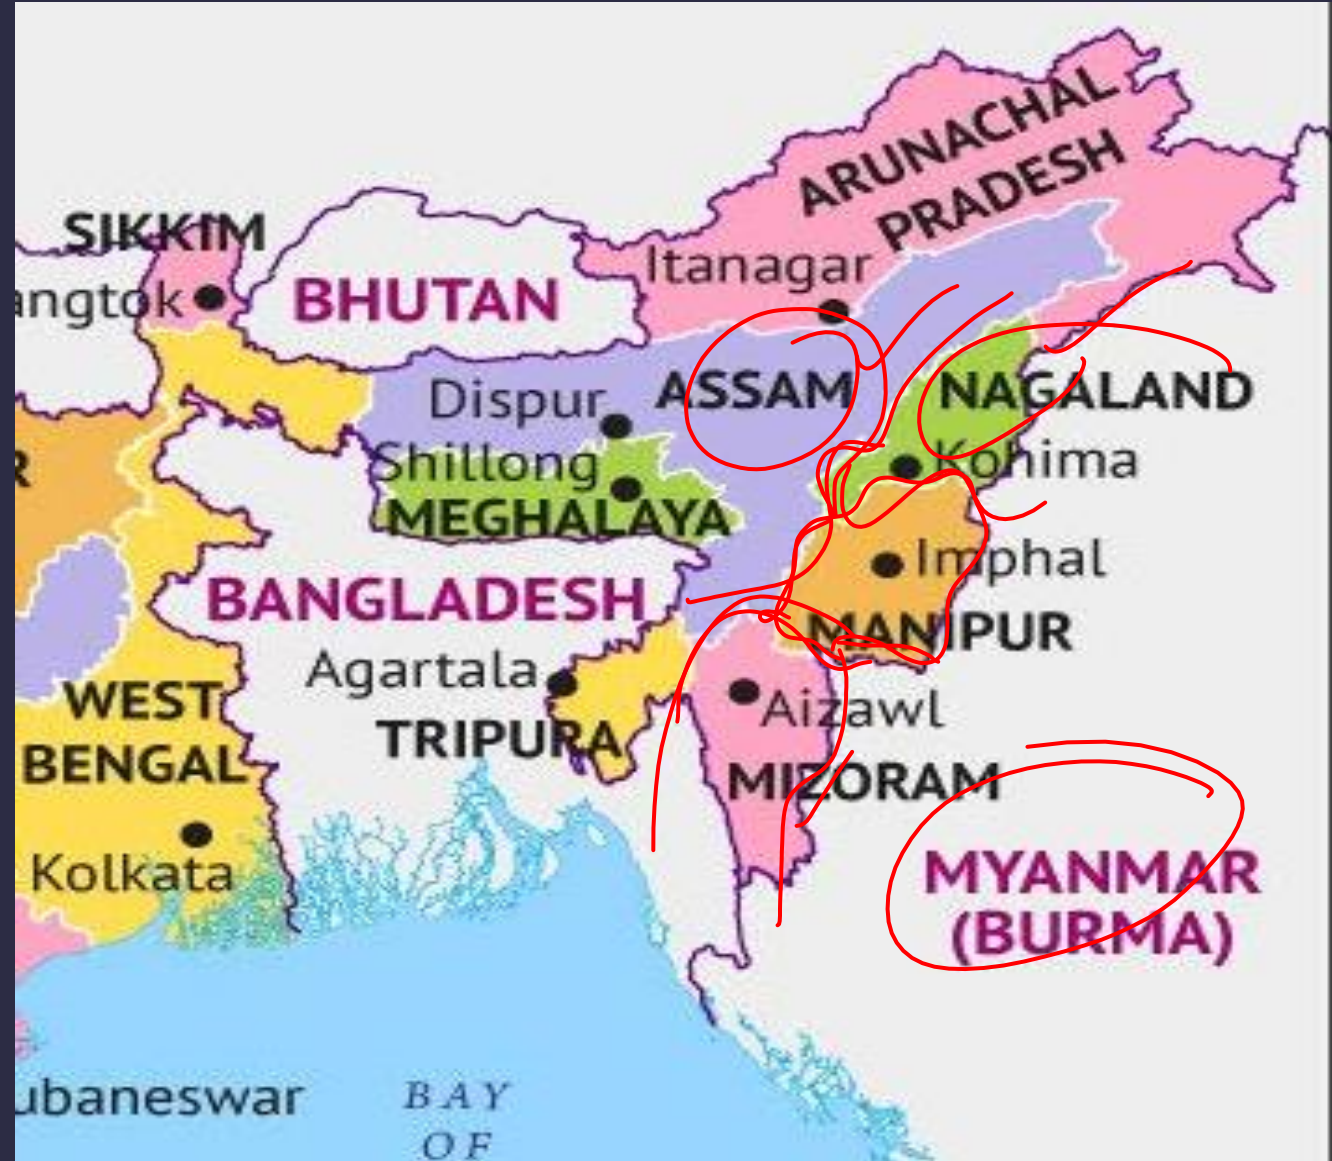 ARUNACHAL
PRADESH
SIKKIM
Itanagar
angtok
BHUTAN
Dispur
ASSAM
NAGALAND
Shillong
Kohima
R
MEGHALAYA
Imphal
BANGLADESH
MANIPUR
Agartala
WEST
BENGAL
Aizawl
TRIPURA
MIZORAM
Kolkata
MYANMAR
(BURMA)
ubaneswar
BAY
OF